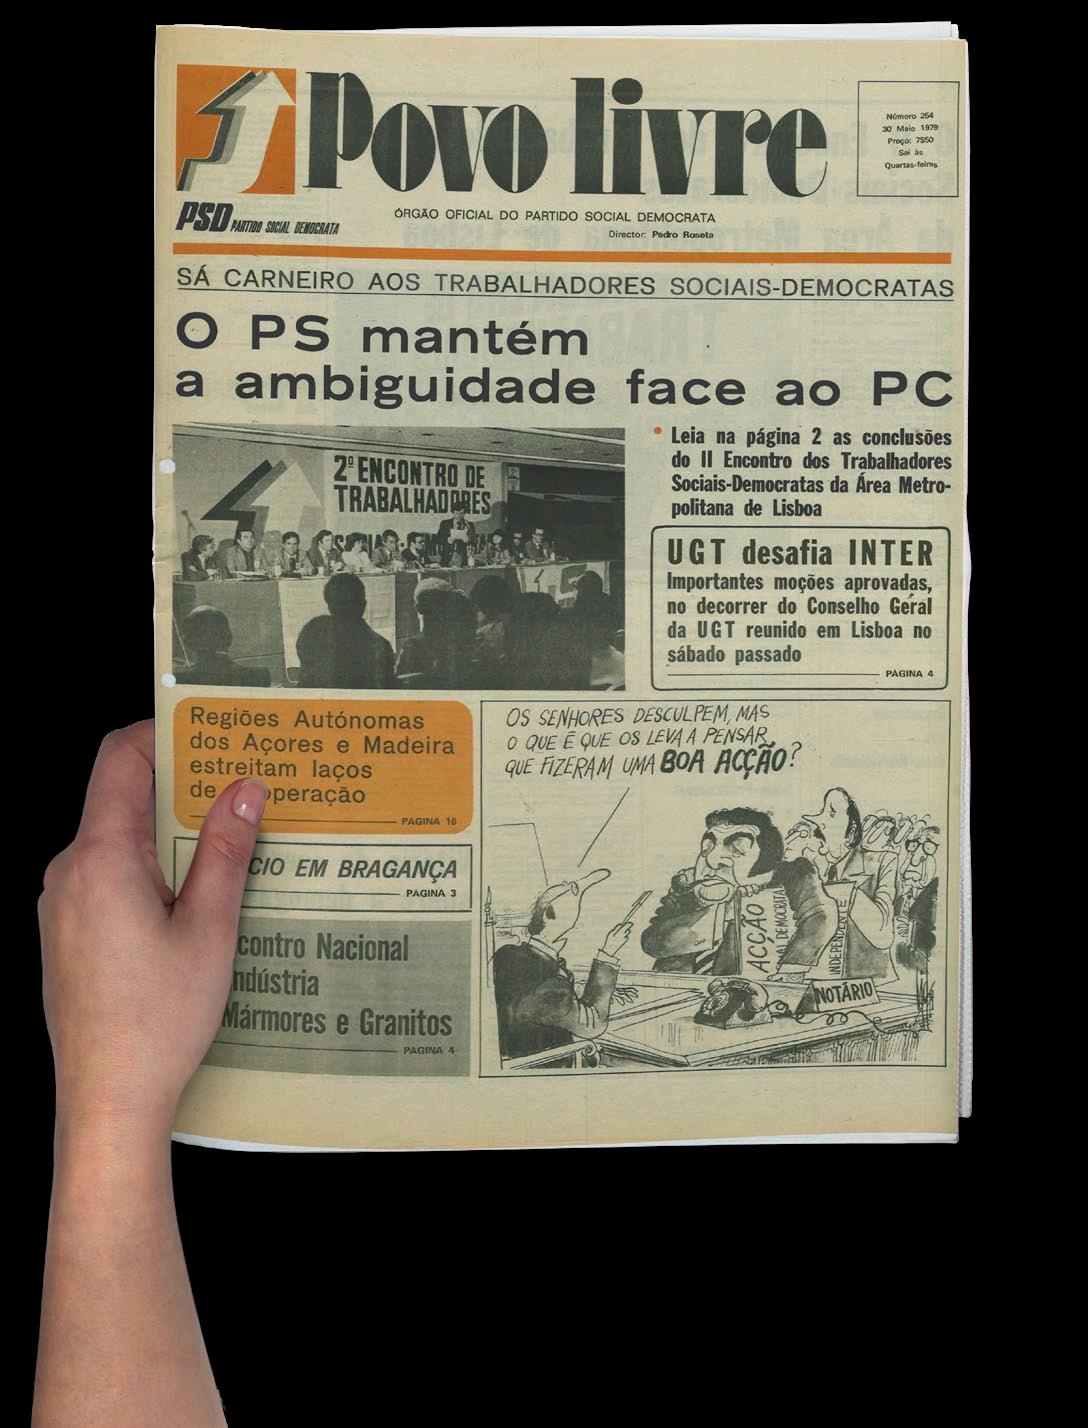 Povo livre
Número 254
30 Maio 1979
Preço: 7$50
Sai às
Quartas-feiras
PSD PARTIDO SOCIAL DEMOCRATA
ÓRGÃO OFICIAL DO PARTIDO SOCIAL DEMOCRATA
Director: Pedro Roseta
SÁ CARNEIRO AOS TRABALHADORES SOCIAIS-DEMOCRATAS
O PS mantém
a ambiguidade face ao PC
2º ENCONTRO DE
TRABALHADORES
• Leia na página 2 as conclusões
do II Encontro dos Trabalhadores
Sociais-Democratas da Área Metro-
politana de Lisboa
UGT desafia INTER
Importantes moções aprovadas,
no decorrer do Conselho Geral
da UGT reunido em Lisboa no
sábado passado
PÁGINA 4
Regiões Autónomas
dos Açores e Madeira
estreitam laços
de operação
PÁGINA 16
CIO EM BRAGANÇA
PÁGINA 3
contro Nacional
ndústria
Mármores e Granitos
PÁGINA 4
OS SENHORES DESCULPEM, MAS
O QUE É QUE OS LEVA A PENSAR
QUE FIZERAM UMA BOA ACÇÃO?
ACÇÃO
AL DEMOCRATA
INDEPENDENTE
NOTÁRIO